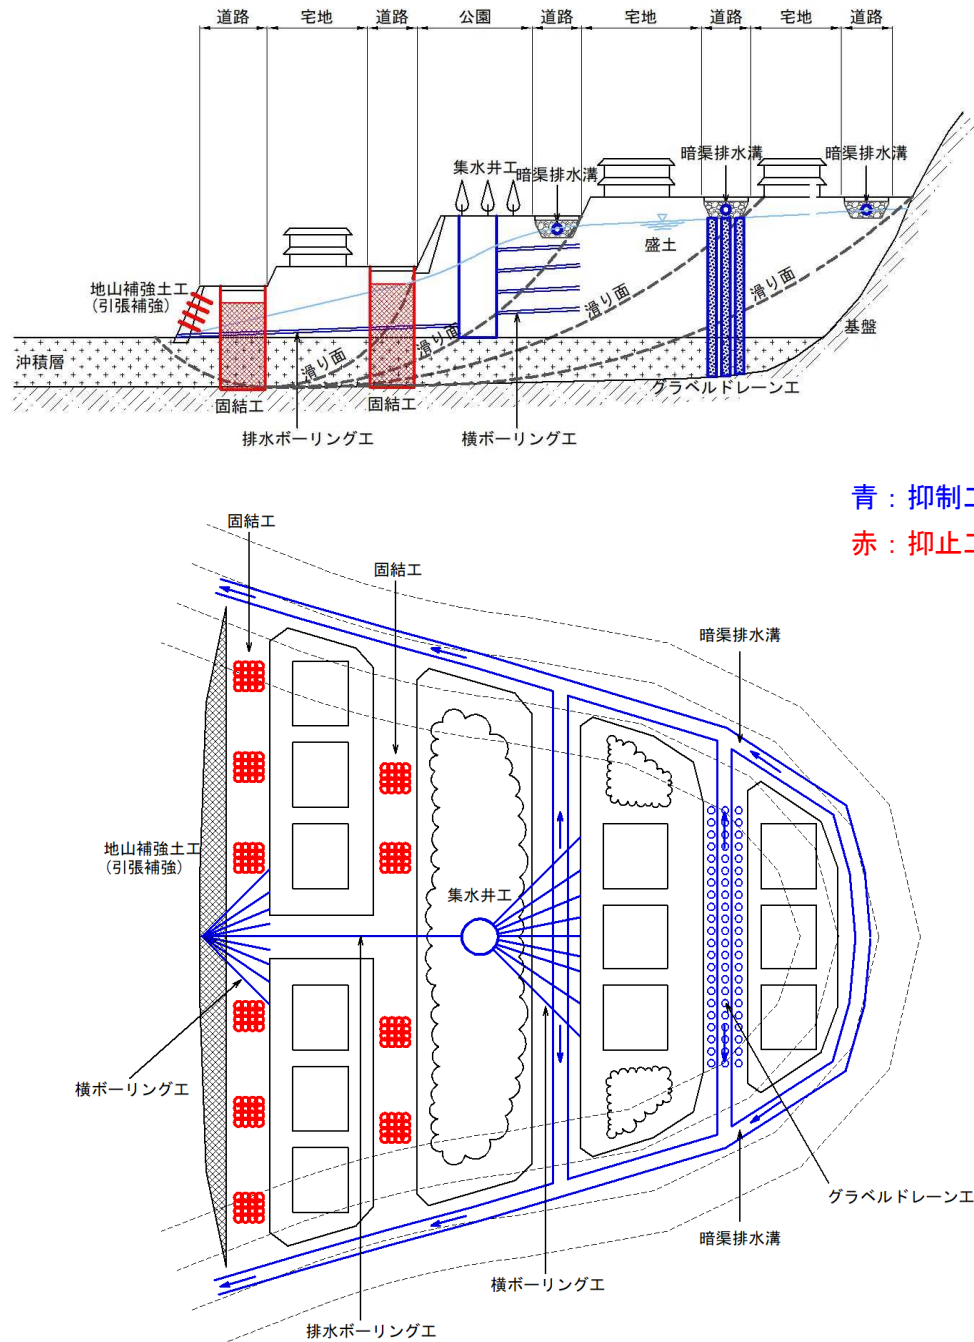 道路 宅地 道路 公園 道路 宅地 道路 宅地 道路
集水井工
暗渠排水溝
暗渠排水溝
暗渠排水溝
盛土
地山補強土工
(引張補強)
滑り面
滑り面
滑り面
滑り面
基盤
沖積層
固結工
固結工
グラベルドレーン工
排水ボーリング工
横ボーリング工
青：抑制工
赤：抑止工
固結工
固結工
暗渠排水溝
地山補強土工
(引張補強)
集水井工
横ボーリング工
グラベルドレーン工
暗渠排水溝
横ボーリング工
排水ボーリング工